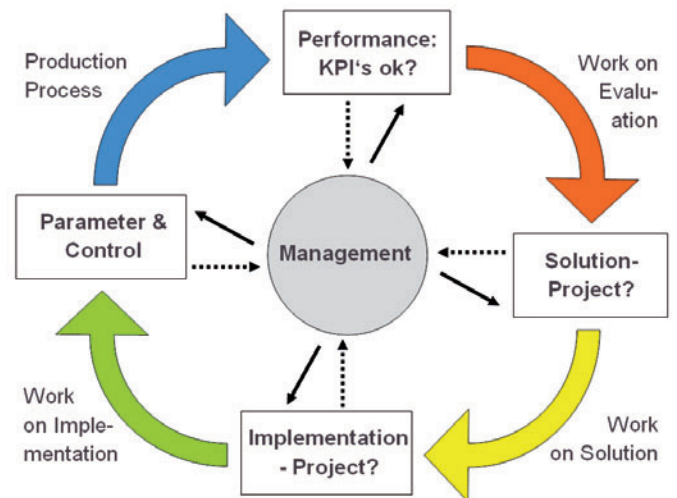 Performance:
KPI‘s ok?
Production
Process
Work on
Evalu-
ation
Parameter &
Control
Management
Solution-
Project?
Work
on Imple-
mentation
Implementation
- Project?
Work
on Solution